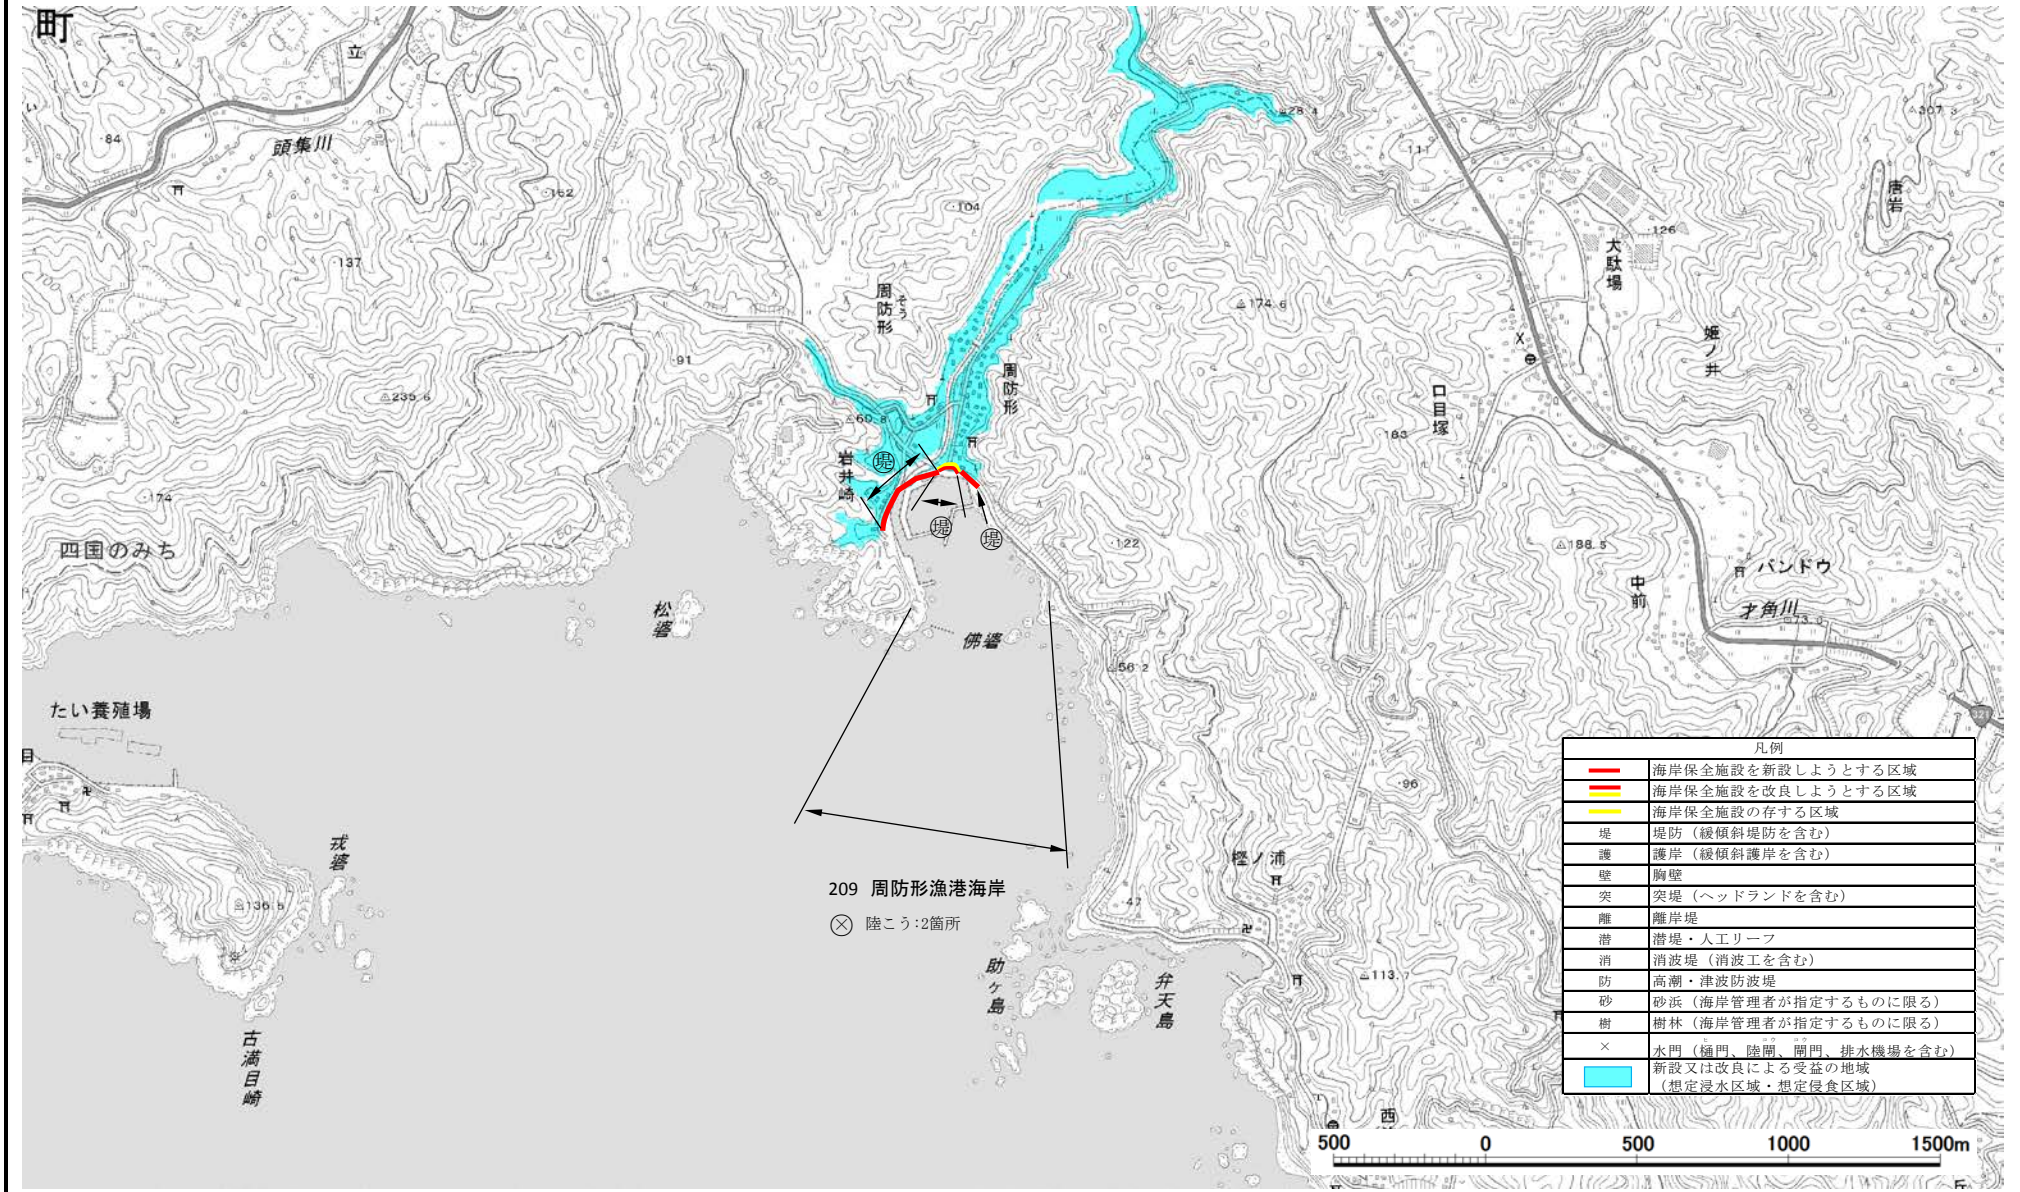 町
立
い
・84
頭集川
・162
・104
・137
・91
235.6
60.8
・174
周防形
そう
周防形
岩井崎
堤
堤
堤
28.4
・111
307.3
唐岩
・126
大駄場
174.6
姫ノ井
口目塚
・183
・122
188.5
中前
バンドウ
才角川
73.0
321
四国のみち
松碆
佛碆
56.2
たい養殖場
目
戎碆
136.5
古満目崎
・96
樫ノ浦
・47
209 周防形漁港海岸
× 陸こう:2箇所
助ヶ島
弁天島
113.7
西
凡例
海岸保全施設を新設しようとする区域
海岸保全施設を改良しようとする区域
海岸保全施設の存する区域
堤 堤防（緩傾斜堤防を含む）
護 護岸（緩傾斜護岸を含む）
壁 胸壁
突 突堤（ヘッドランドを含む）
離 離岸堤
潜 潜堤・人工リーフ
消 消波堤（消波工を含む）
防 高潮・津波防波堤
砂 砂浜（海岸管理者が指定するものに限る）
樹 樹林（海岸管理者が指定するものに限る）
× 水門（樋門、陸閘、閘門、排水機場を含む）
新設又は改良による受益の地域
（想定浸水区域・想定侵食区域）
500 0 500 1000 1500m